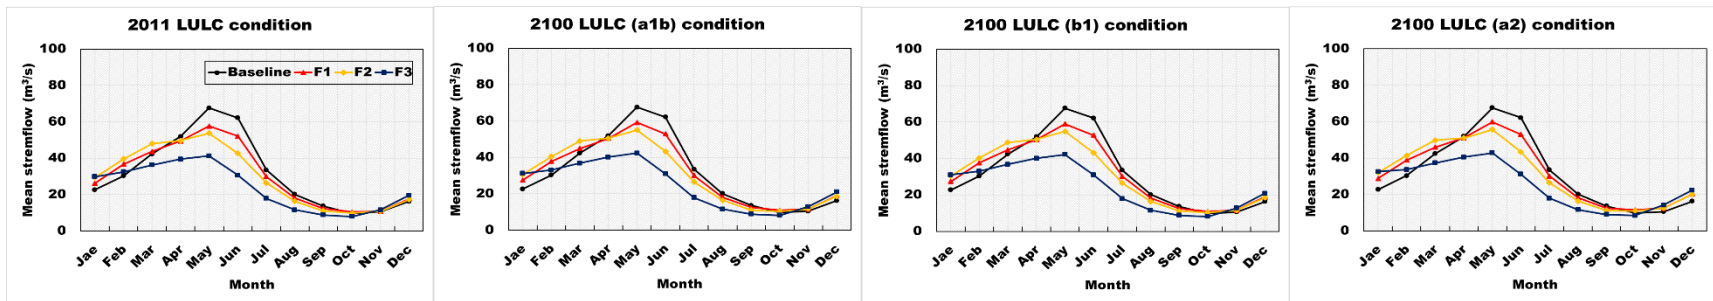 2011 LULC condition
Mean stremflow (m³/s)
100
80
60
40
20
0
Baseline F1 F2 F3
Jae Feb Mar Apr May Jun Jul Aug Sep Oct Nov Dec
Month
2100 LULC (a1b) condition
Mean stremflow (m³/s)
100
80
60
40
20
0
Jae Feb Mar Apr May Jun Jul Aug Sep Oct Nov Dec
Month
2100 LULC (b1) condition
Mean stremflow (m³/s)
100
80
60
40
20
0
Jae Feb Mar Apr May Jun Jul Aug Sep Oct Nov Dec
Month
2100 LULC (a2) condition
Mean stremflow (m³/s)
100
80
60
40
20
0
Jae Feb Mar Apr May Jun Jul Aug Sep Oct Nov Dec
Month